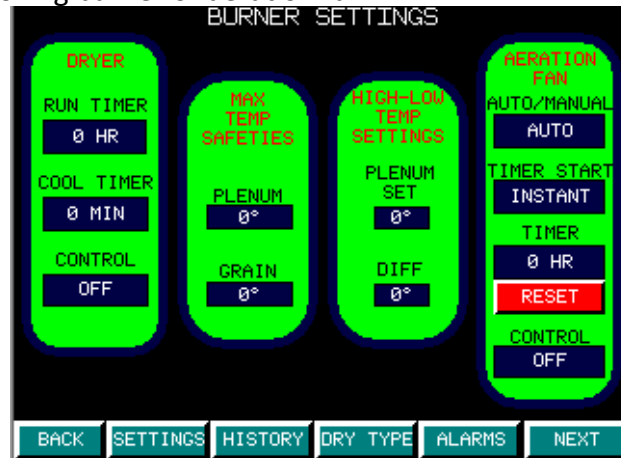 BURNER SETTINGS
DRYER
RUN TIMER
0 HR
COOL TIMER
0 MIN
CONTROL
OFF
MAX
TEMP
SAFETIES
PLENUM
0°
GRAIN
0°
HIGH-LOW
TEMP
SETTINGS
PLENUM
SET
0°
DIFF
0°
AERATION
FAN
AUTO/MANUAL
AUTO
TIMER START
INSTANT
TIMER
0 HR
RESET
CONTROL
OFF
BACK SETTINGS HISTORY DRY TYPE ALARMS NEXT